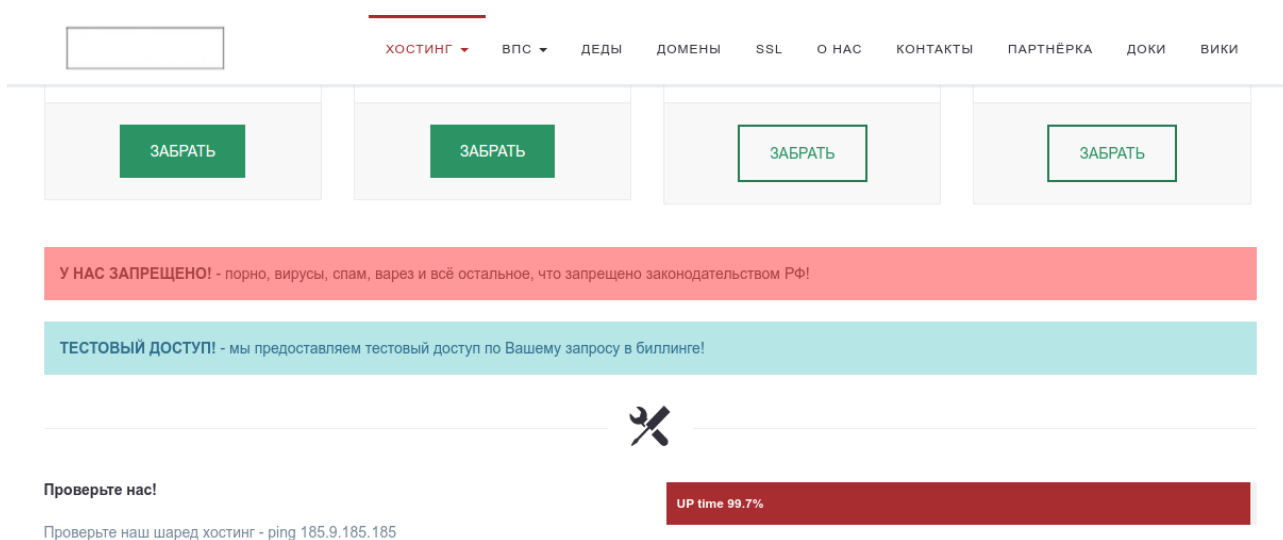 ХОСТИНГ ВПС ДЕДЫ ДОМЕНЫ SSL О НАС КОНТАКТЫ ПАРТНЁРКА ДОКИ ВИКИ
ЗАБРАТЬ ЗАБРАТЬ ЗАБРАТЬ ЗАБРАТЬ
У НАС ЗАПРЕЩЕНО! - порно, вирусы, спам, варез и всё остальное, что запрещено законодательством РФ!
ТЕСТОВЫЙ ДОСТУП! - мы предоставляем тестовый доступ по Вашему запросу в биллинге!
Проверьте нас!
UP time 99.7%
Проверьте наш шаред хостинг - ping 185.9.185.185